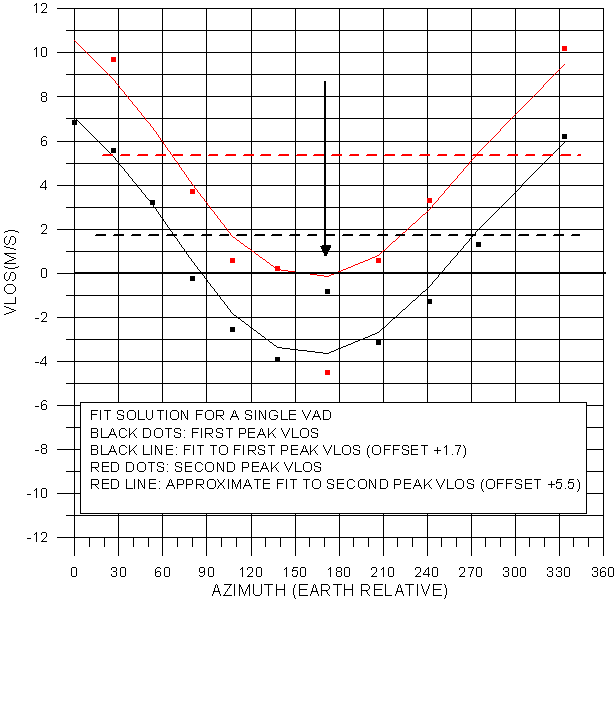 12
10
8
6
4
2
0
-2
-4
-6
-8
-10
-12
VLOS(M/S)
FIT SOLUTION FOR A SINGLE VAD
BLACK DOTS: FIRST PEAK VLOS
BLACK LINE: FIT TO FIRST PEAK VLOS (OFFSET +1.7)
RED DOTS: SECOND PEAK VLOS
RED LINE: APPROXIMATE FIT TO SECOND PEAK VLOS (OFFSET +5.5)
0 30 60 90 120 150 180 210 240 270 300 330 360
AZIMUTH (EARTH RELATIVE)